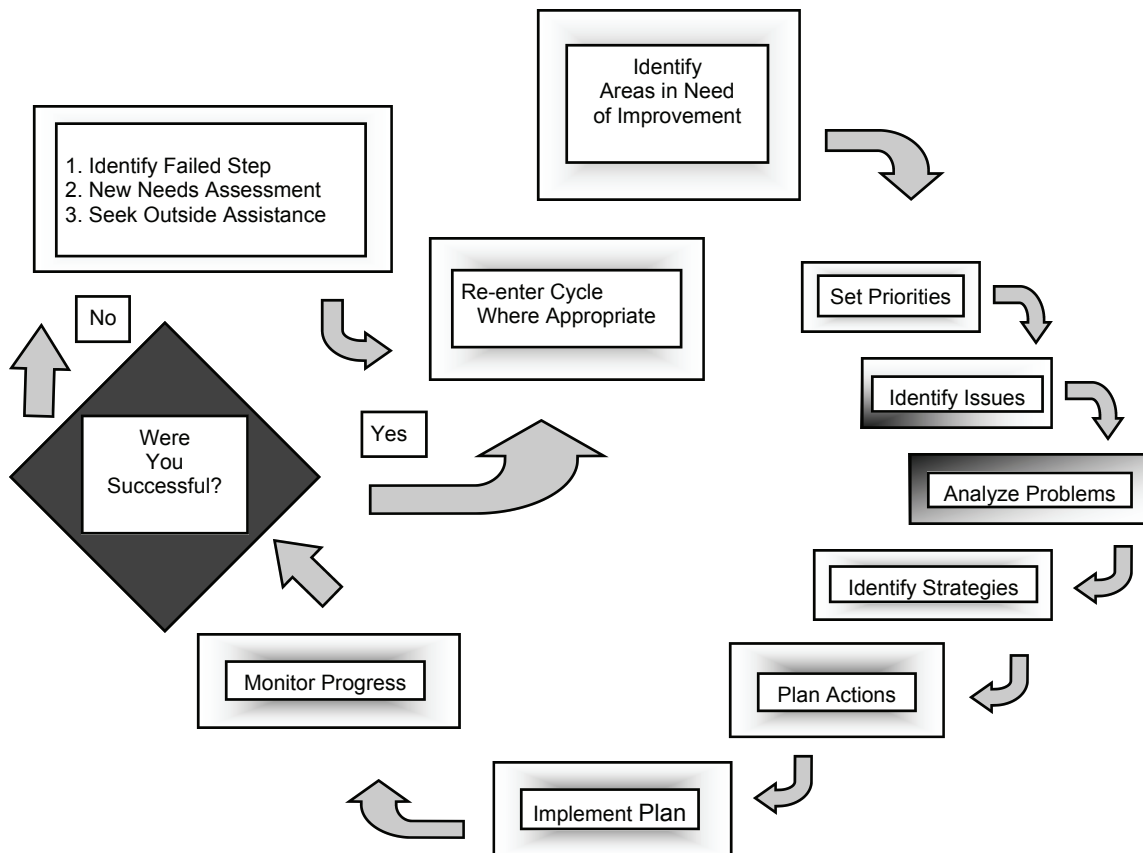 Identify
Areas in Need
of Improvement
1. Identify Failed Step
2. New Needs Assessment
3. Seek Outside Assistance
Re-enter Cycle
Where Appropriate
Set Priorities
No
Identify Issues
Yes
Were
You
Successful?
Analyze Problems
Identify Strategies
Monitor Progress
Plan Actions
Implement Plan